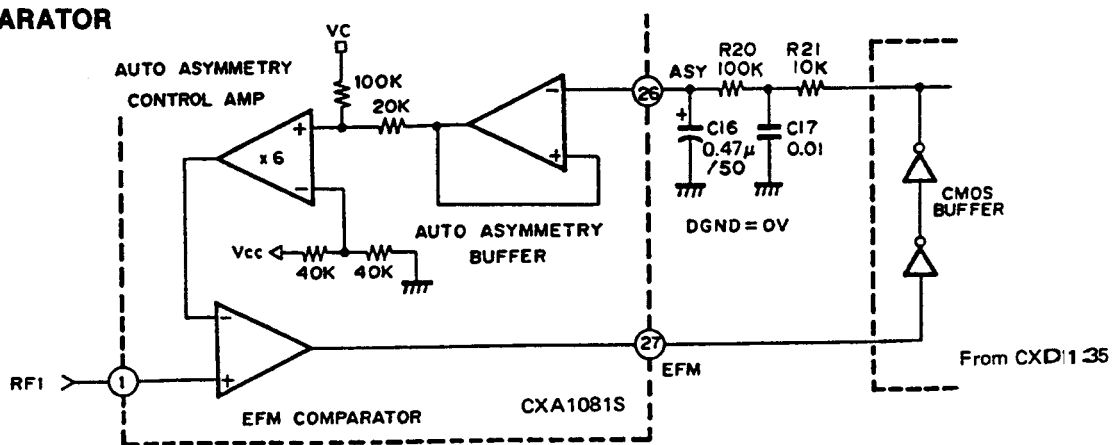 ARATOR
VC
AUTO ASYMMETRY
CONTROL AMP
100K
20K
+
x 6
−
−
+
26
ASY
R20
100K
R21
10K
+
C16
0.47μ
/50
C17
0.01
DGND=0V
CMOS
BUFFER
AUTO ASYMMETRY
BUFFER
Vcc
40K
40K
−
+
27
EFM
From CXD11:35
RF1
1
EFM COMPARATOR
CXA1081S